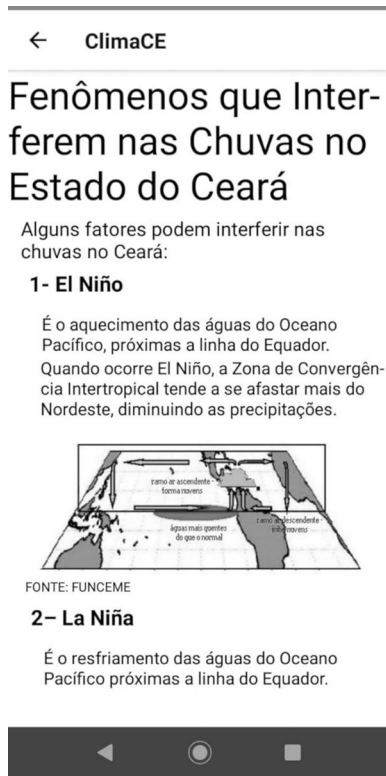 ClimaCE
Fenômenos que Inter-
ferem nas Chuvas no
Estado do Ceará
Alguns fatores podem interferir nas
chuvas no Ceará:
1- El Niño
É o aquecimento das águas do Oceano
Pacífico, próximas a linha do Equador.
Quando ocorre El Niño, a Zona de Convergên-
cia Intertropical tende a se afastar mais do
Nordeste, diminuindo as precipitações.
ramo ar ascendente -
forma nuvens
águas mais quentes
do que o normal
ramo ar descendente -
inibe nuvens
FONTE: FUNCEME
2– La Niña
É o resfriamento das águas do Oceano
Pacífico próximas a linha do Equador.